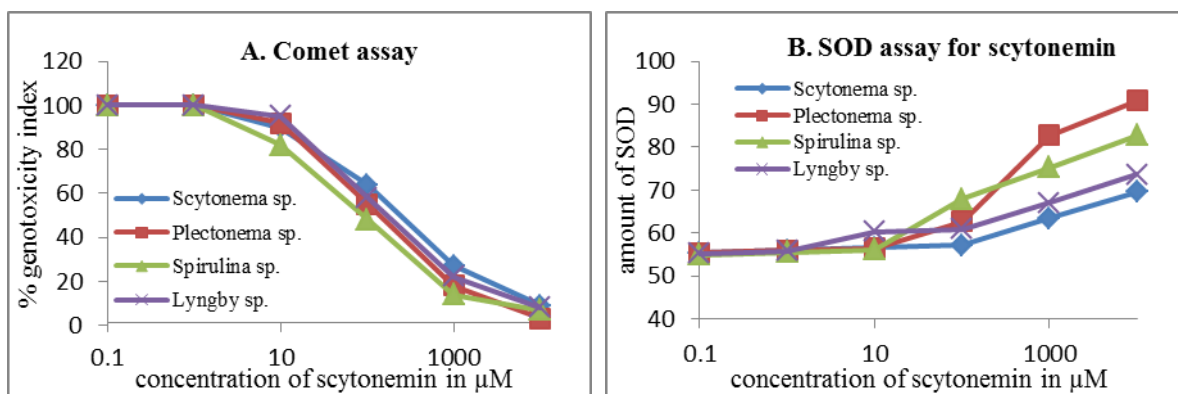 A. Comet assay
% genotoxicity index
120
100
80
60
40
20
0
Scytonema sp.
Plectonema sp.
Spirulina sp.
Lyngby sp.
0.1
10
1000
concentration of scytonemin in µM
B. SOD assay for scytonemin
amount of SOD
100
90
80
70
60
50
40
Scytonema sp.
Plectonema sp.
Spirulina sp.
Lyngby sp.
0.1
10
1000
concentration of scytonemin in µM